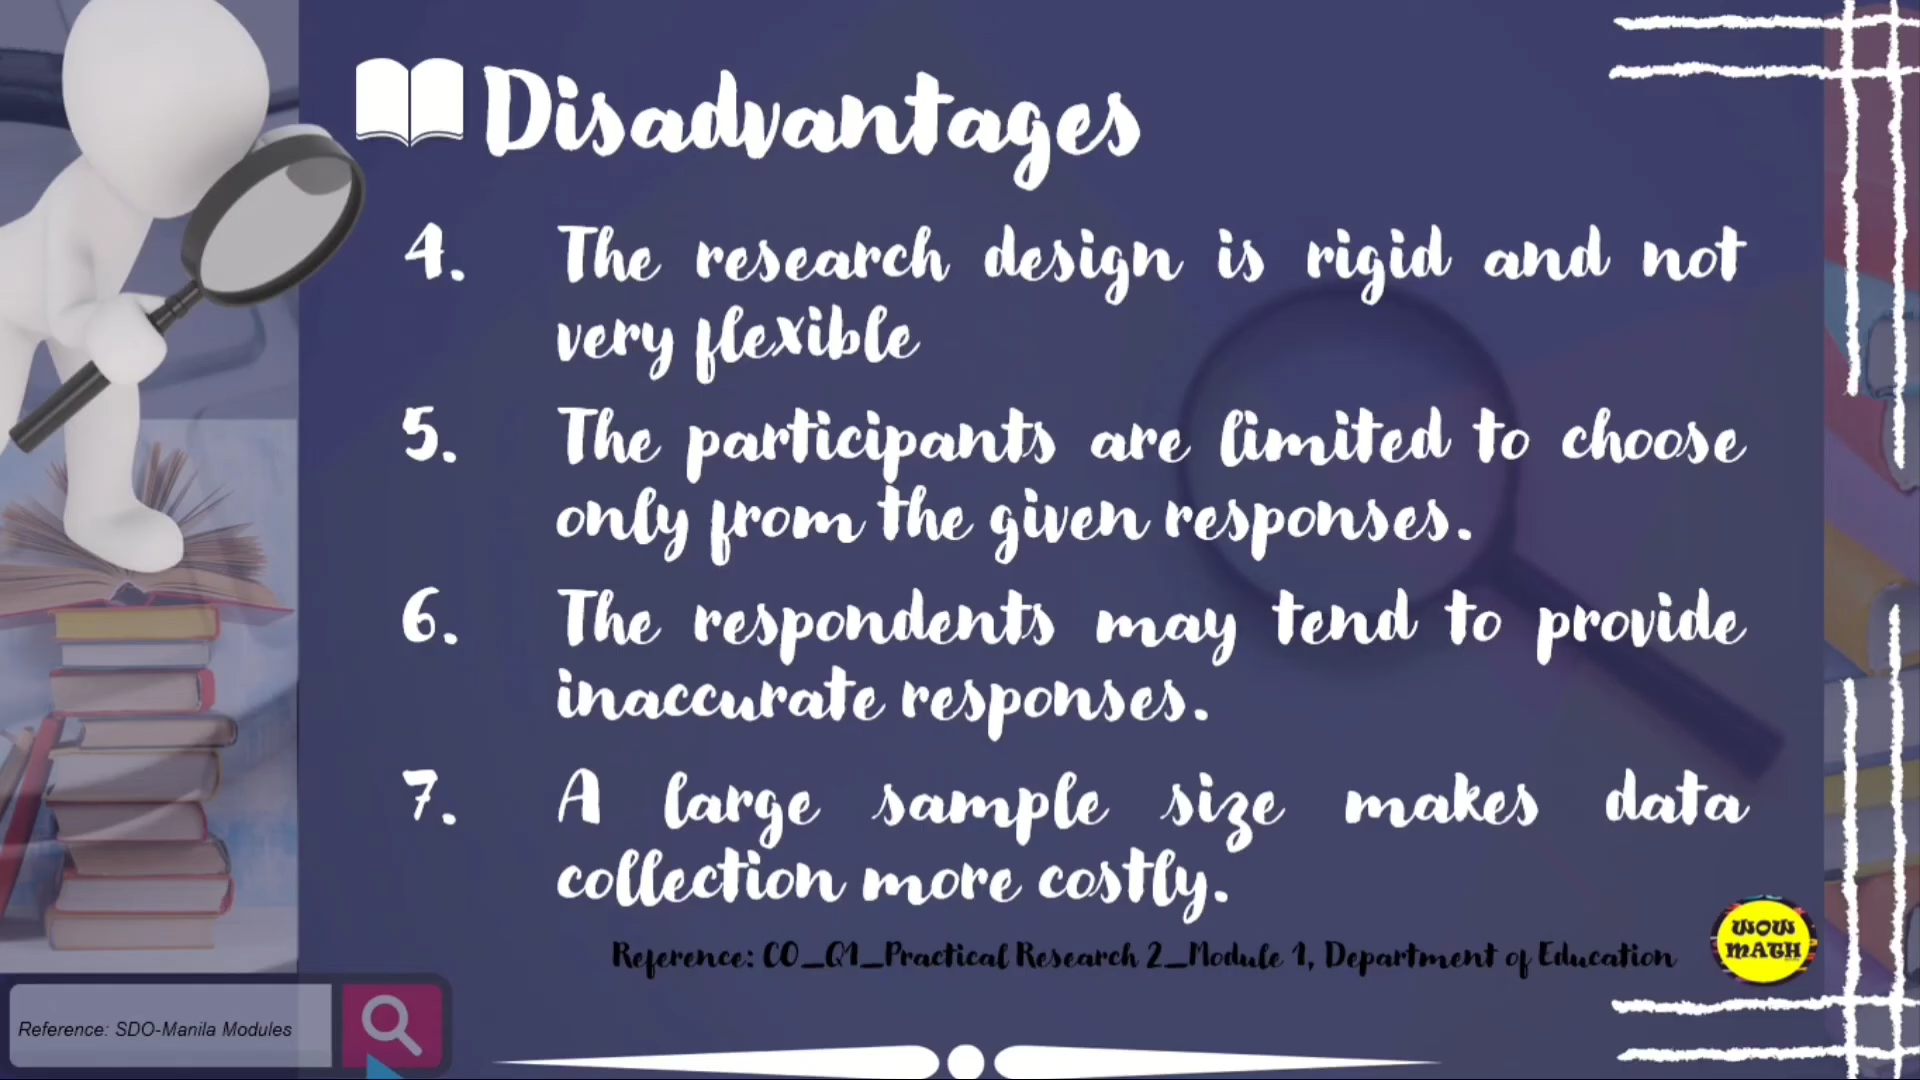 Disadvantages
4. The research design is rigid and not
very flexible
5. The participants are limited to choose
only from the given responses.
6. The respondents may tend to provide
inaccurate responses.
7. A large sample size makes data
collection more costly.
Reference: CO_Q1_Practical Research 2_Module 1, Department of Education
WOW
MATH
Reference: SDO-Manila Modules